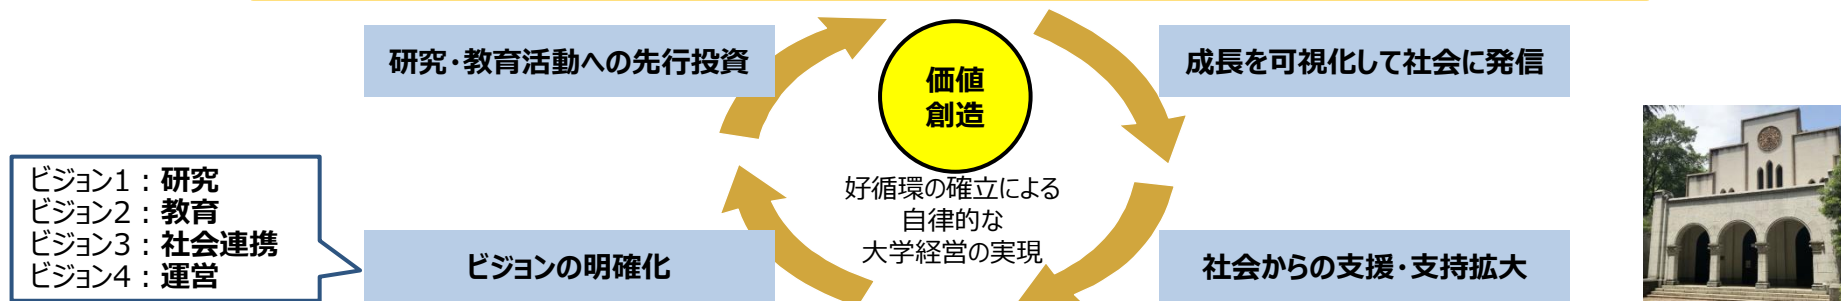 研究・教育活動への先行投資
価値
創造
成長を可視化して社会に発信
ビジョン1：研究
ビジョン2：教育
ビジョン3：社会連携
ビジョン4：運営
好循環の確立による
自律的な
大学経営の実現
ビジョンの明確化
社会からの支援・支持拡大